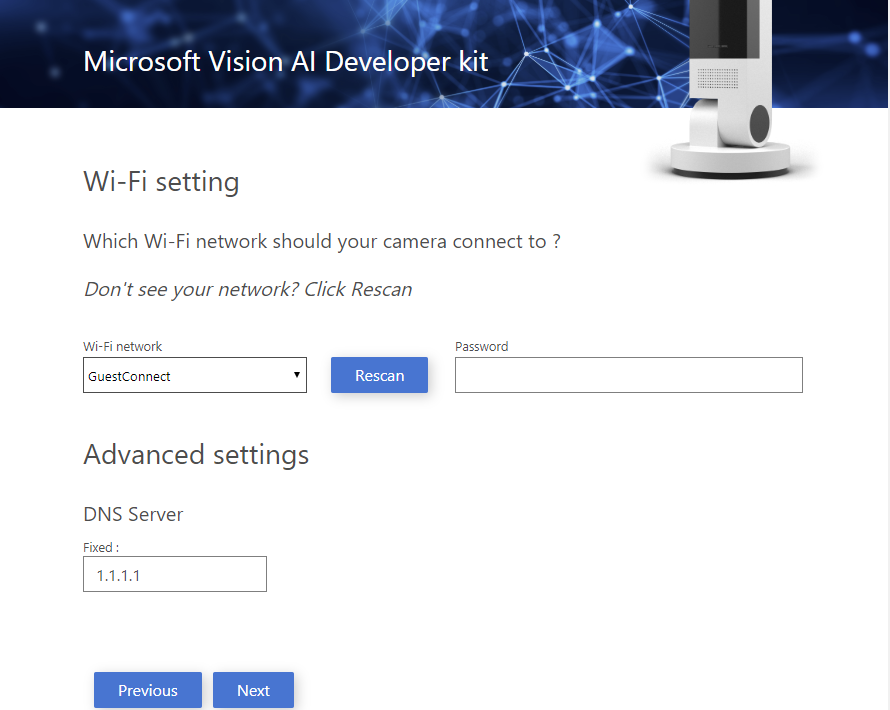 Microsoft Vision AI Developer kit
Wi-Fi setting
Which Wi-Fi network should your camera connect to ?
Don't see your network? Click Rescan
Wi-Fi network
Password
GuestConnect
Rescan
Advanced settings
DNS Server
Fixed :
1.1.1.1
Previous
Next